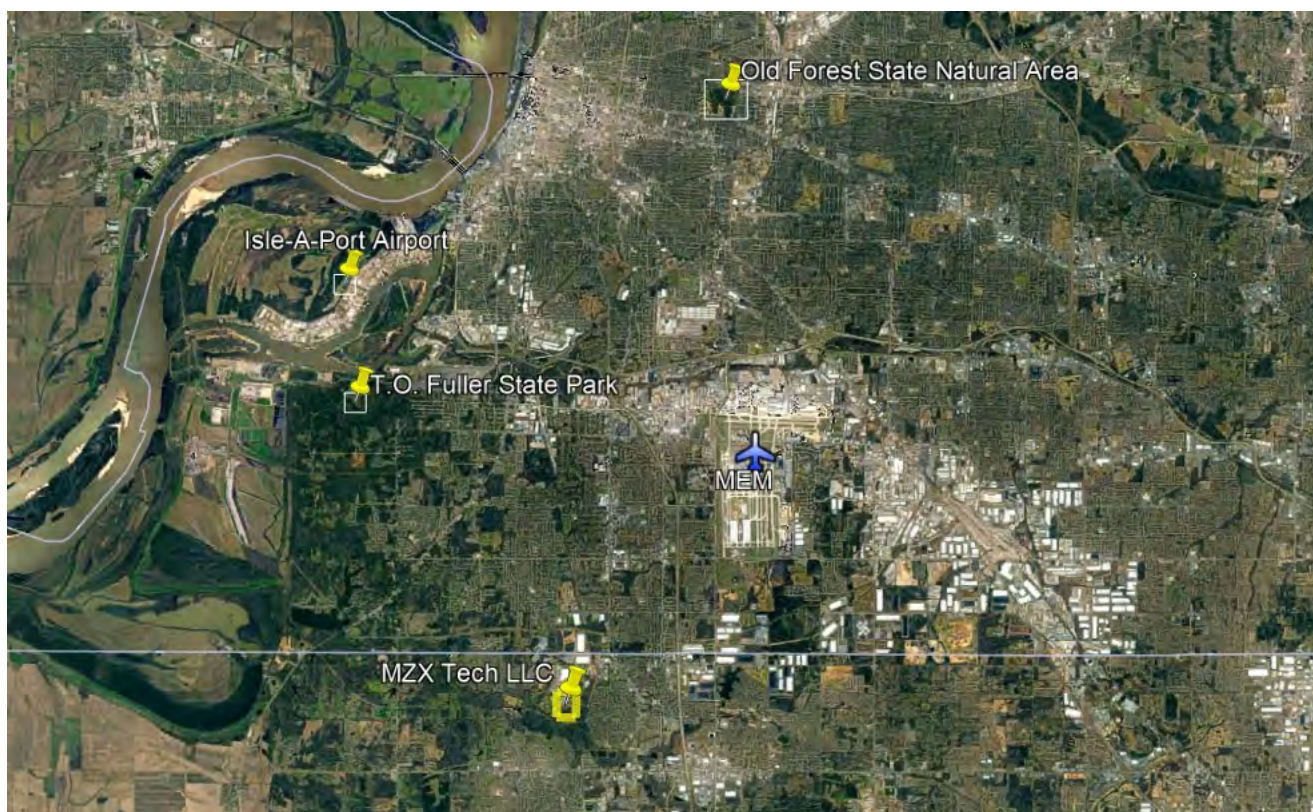 Old Forest State Natural Area
Isle-A-Port Airport
T.O. Fuller State Park
MEM
MZX Tech LLC